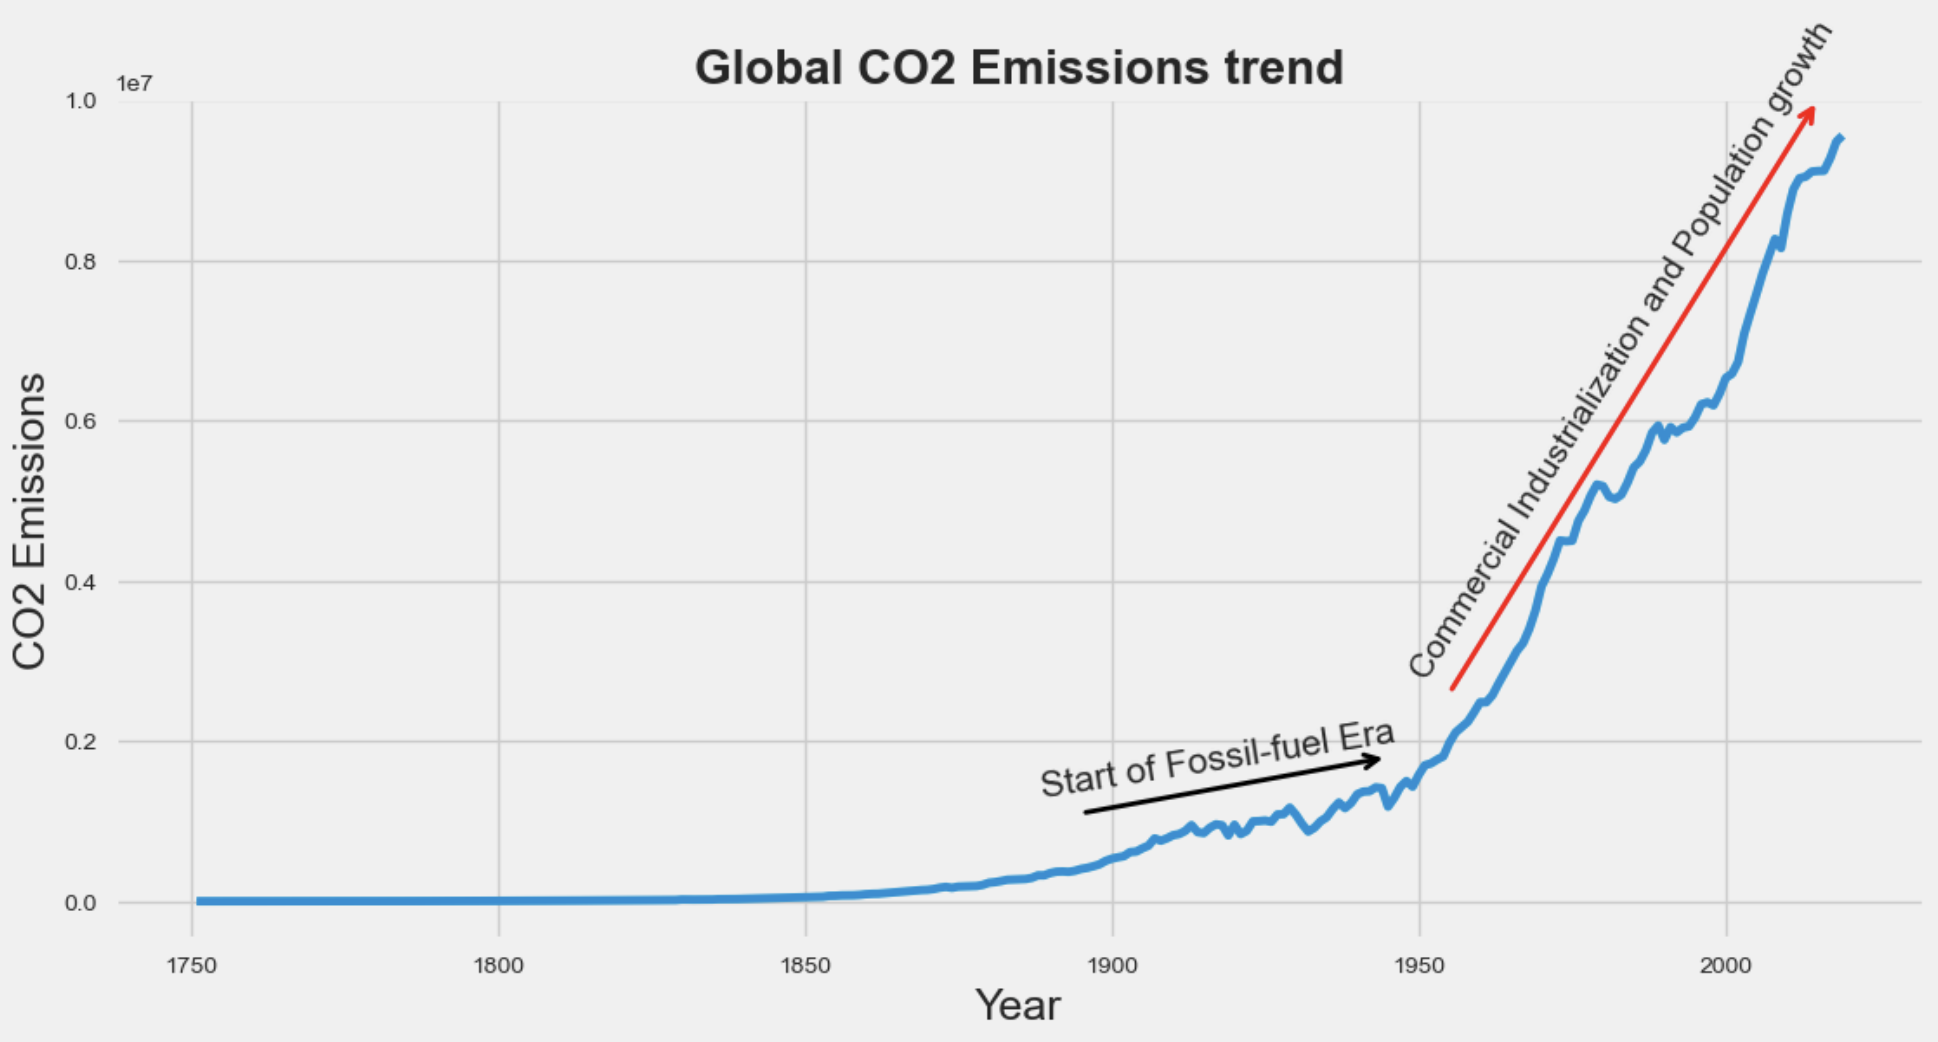 Global CO2 Emissions trend
1e7
1.0
0.8
0.6
0.4
0.2
0.0
CO2 Emissions
Start of Fossil-fuel Era
Commercial Industrialization and Population growth
1750 1800 1850 1900 1950 2000
Year